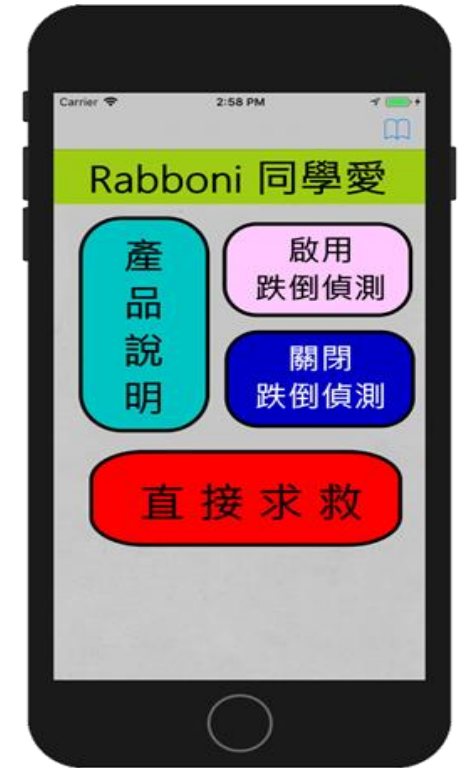 Carrier 2:58 PM
Rabboni 同學愛
產
品
說
明
啟用
跌倒偵測
關閉
跌倒偵測
直接求救